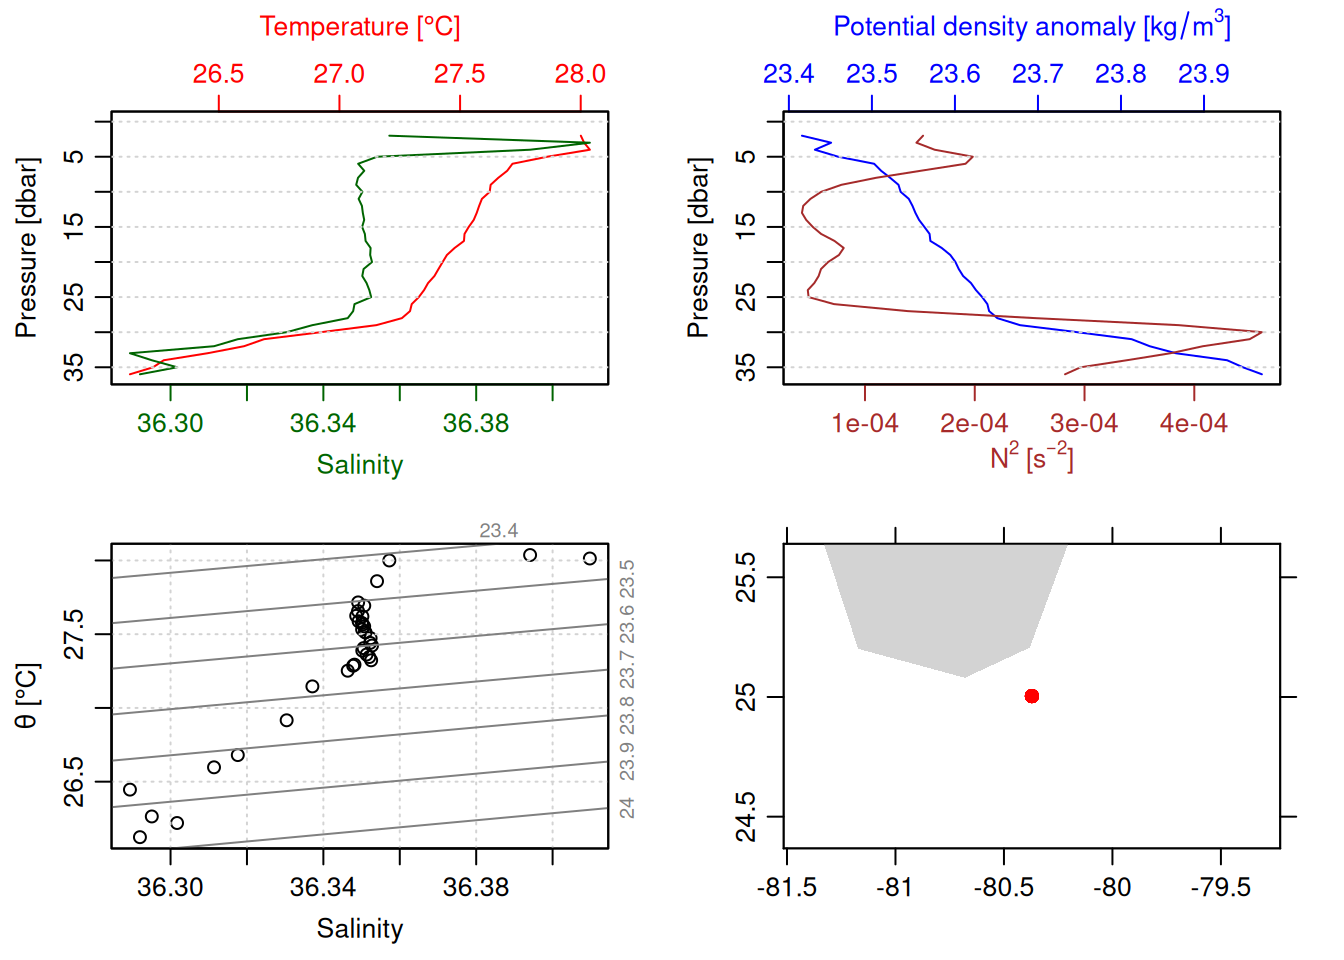 Temperature [°C]
26.5 27.0 27.5 28.0
Pressure [dbar]
5 15 25 35
36.30 36.34 36.38
Salinity
Potential density anomaly [kg/m³]
23.4 23.5 23.6 23.7 23.8 23.9
Pressure [dbar]
5 15 25 35
1e-04 2e-04 3e-04 4e-04
N² [s⁻²]
23.4
θ [°C]
27.5
26.5
23.5
23.6
23.7
23.8
23.9
24
36.30 36.34 36.38
Salinity
25.5
25
24.5
-81.5 -81 -80.5 -80 -79.5